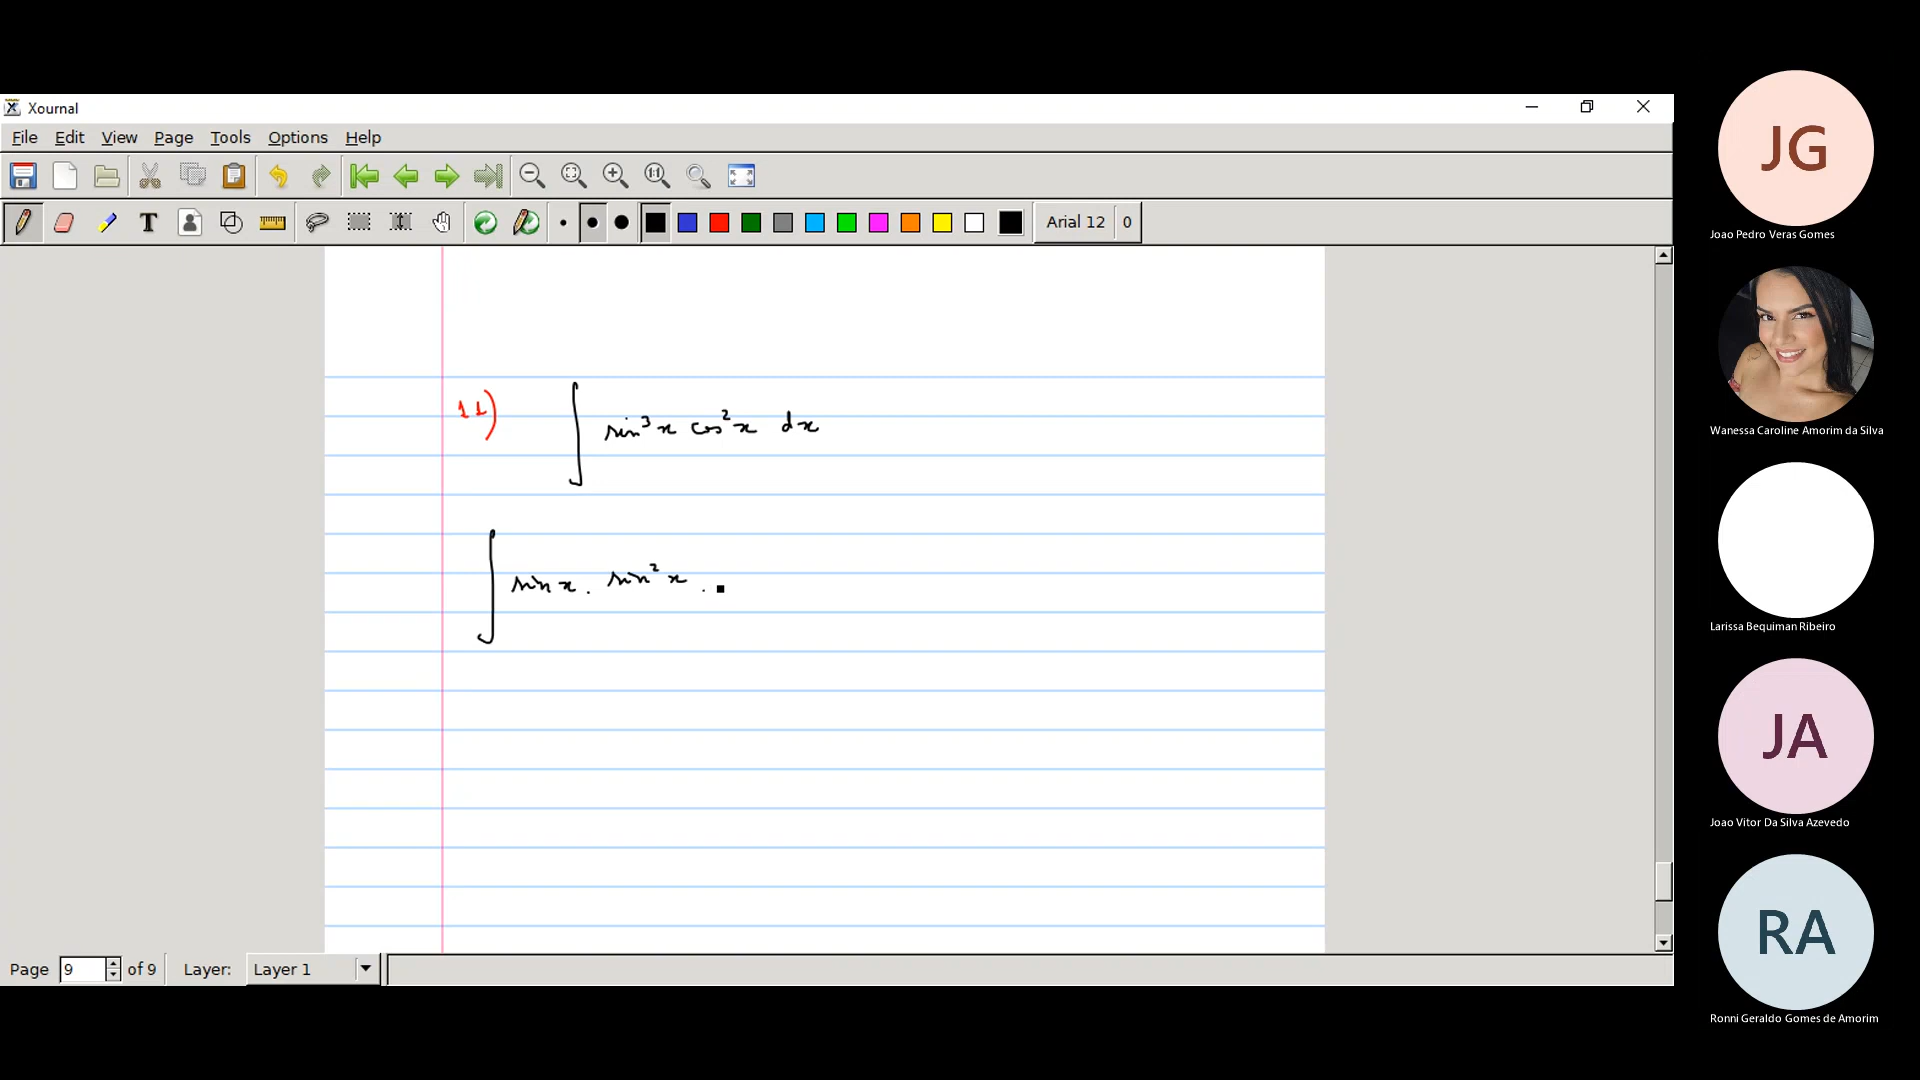 Xournal
File Edit View Page Tools Options Help
T Arial 12 0
11) ∫ sin³x cos²x dx
∫ sin x . sin²x .
Page 9 of 9 Layer: Layer 1
JG
Joao Pedro Veras Gomes
Wanessa Caroline Amorim da Silva
Larissa Bequiman Ribeiro
JA
Joao Vitor Da Silva Azevedo
RA
Ronni Geraldo Gomes de Amorim